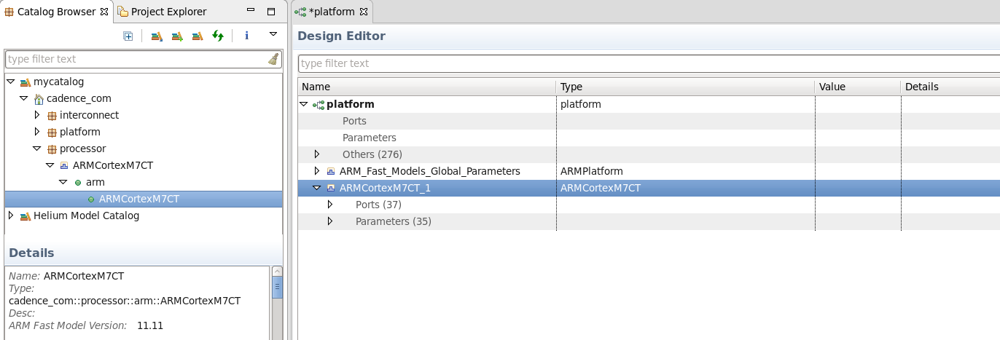 Catalog Browser
Project Explorer
type filter text
mycatalog
cadence_com
interconnect
platform
processor
ARMCortexM7CT
arm
ARMCortexM7CT
Helium Model Catalog
Details
Name: ARMCortexM7CT
Type:
cadence_com::processor::arm::ARMCortexM7CT
Desc:
ARM Fast Model Version: 11.11
*platform
Design Editor
type filter text
Name Type Value Details
platform platform
Ports
Parameters
Others (276)
ARM_Fast_Models_Global_Parameters ARMPlatform
ARMCortexM7CT_1 ARMCortexM7CT
Ports (37)
Parameters (35)